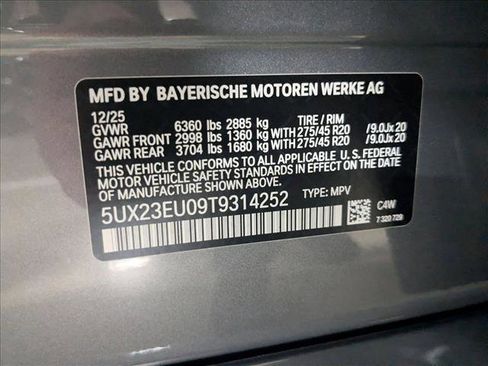 MFD BY BAYERISCHE MOTOREN WERKE AG
12/25 TIRE / RIM
GVWR 6360 lbs 2885 kg
GAWR FRONT 2998 lbs 1360 kg WITH 275/45 R20 / 9.0Jx20
GAWR REAR 3704 lbs 1680 kg WITH 275/45 R20 / 9.0Jx20
THIS VEHICLE CONFORMS TO ALL APPLICABLE U.S. FEDERAL
MOTOR VEHICLE SAFETY STANDARDS IN EFFECT ON THE
DATE OF MANUFACTURE SHOWN ABOVE.
5UX23EU09T9314252 TYPE: MPV
C4W
7 320 729